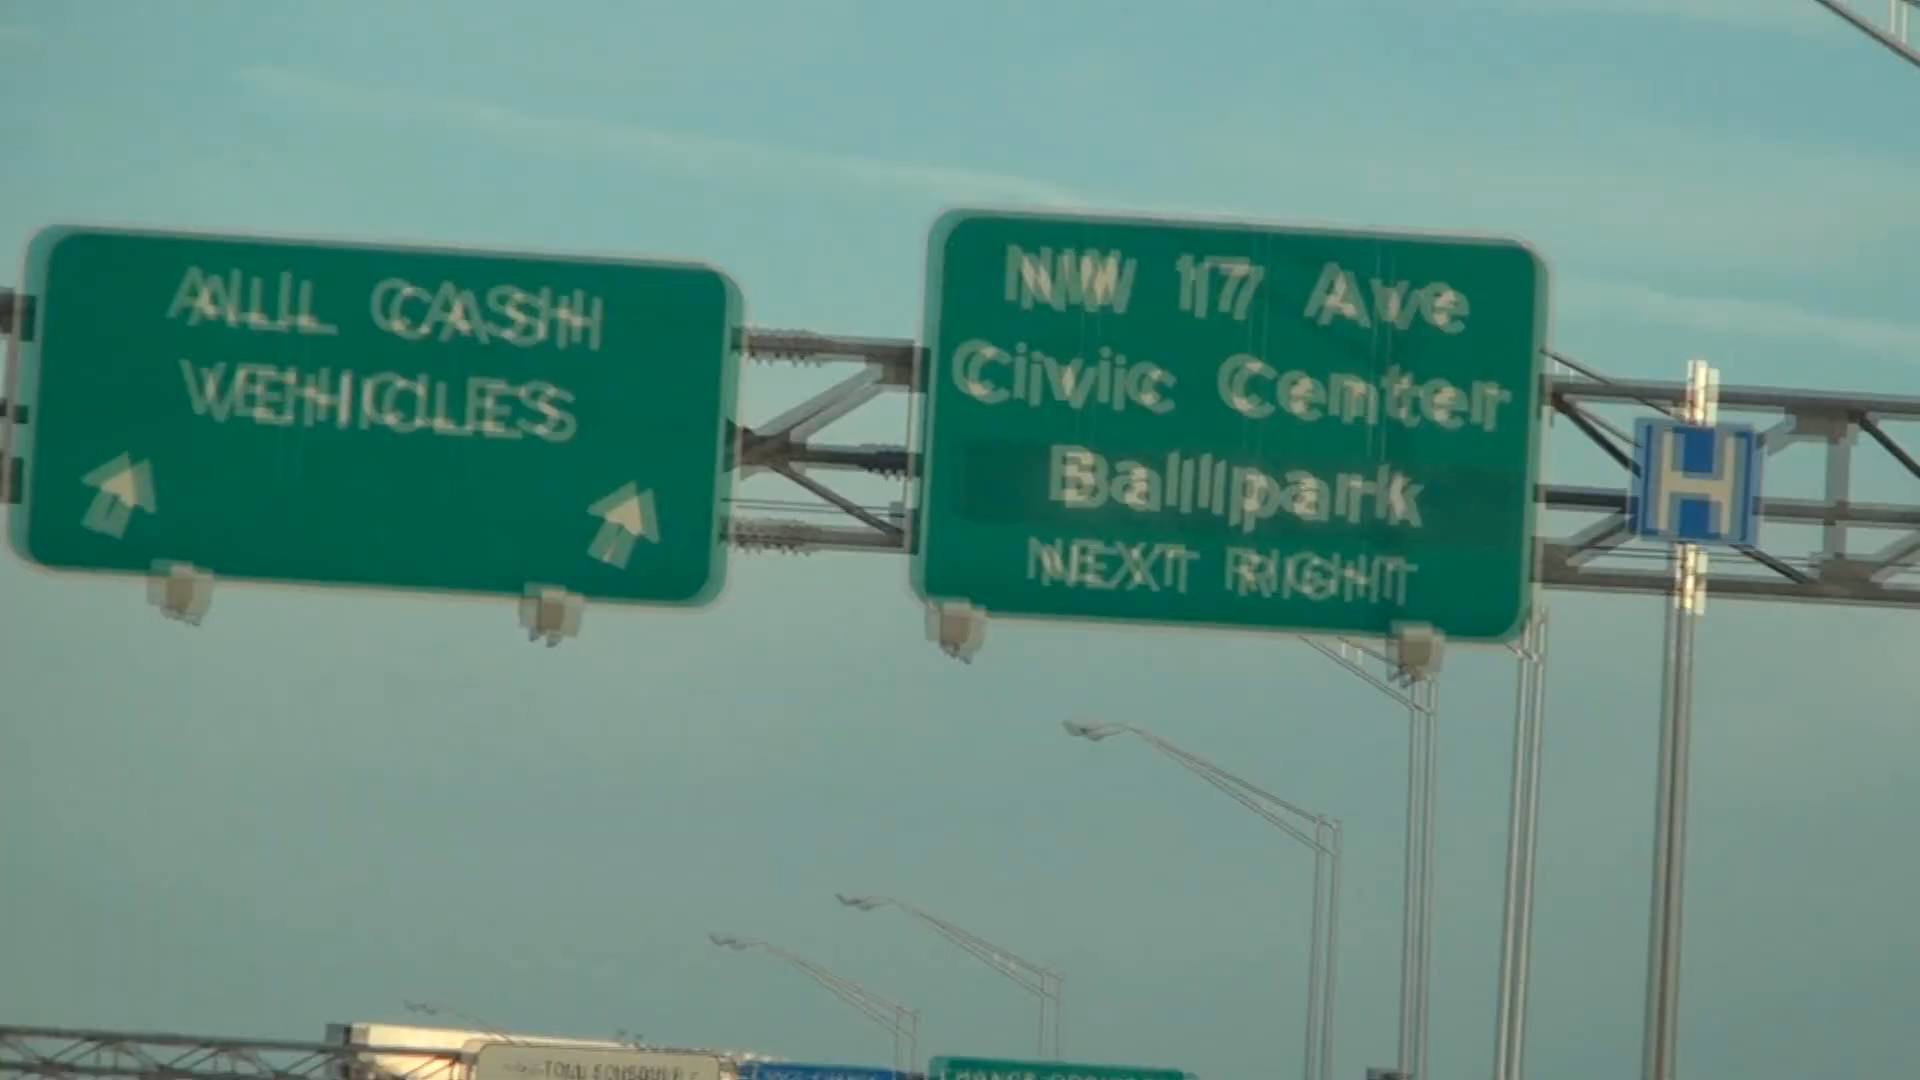 ALL CASH
VEHICLES
NW 17 Ave
Civic Center
Ballpark
NEXT RIGHT
H